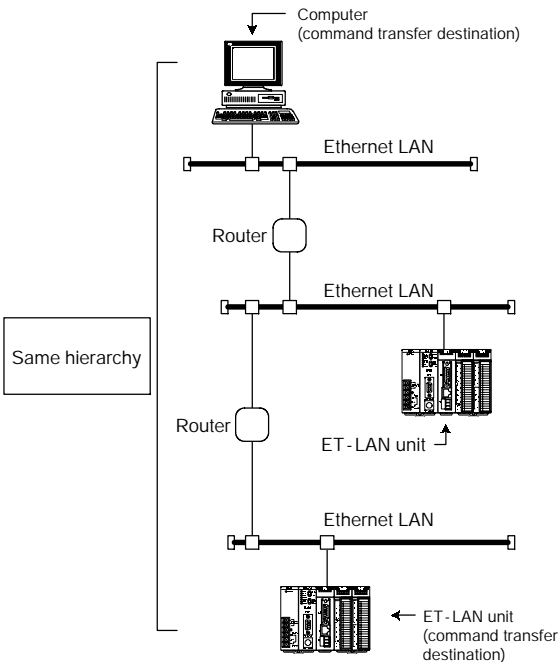 Computer
(command transfer destination)
Ethernet LAN
Router
Ethernet LAN
Same hierarchy
Router
ET-LAN unit
Ethernet LAN
ET-LAN unit
(command transfer
destination)